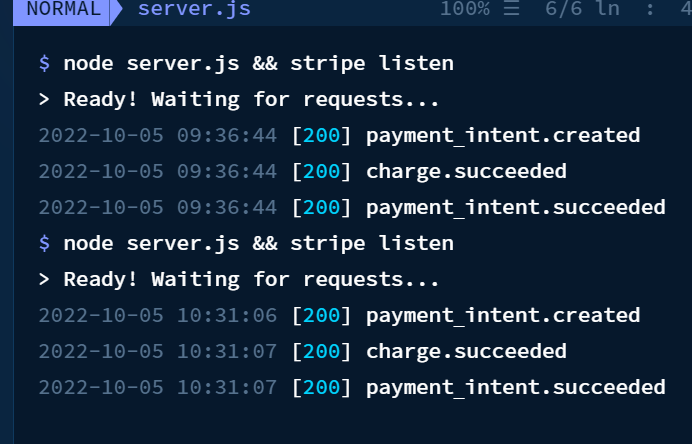 NORMAL server.js 100% ☰ 6/6 ln : 4
$ node server.js && stripe listen
> Ready! Waiting for requests...
2022-10-05 09:36:44 [200] payment_intent.created
2022-10-05 09:36:44 [200] charge.succeeded
2022-10-05 09:36:44 [200] payment_intent.succeeded
$ node server.js && stripe listen
> Ready! Waiting for requests...
2022-10-05 10:31:06 [200] payment_intent.created
2022-10-05 10:31:07 [200] charge.succeeded
2022-10-05 10:31:07 [200] payment_intent.succeeded